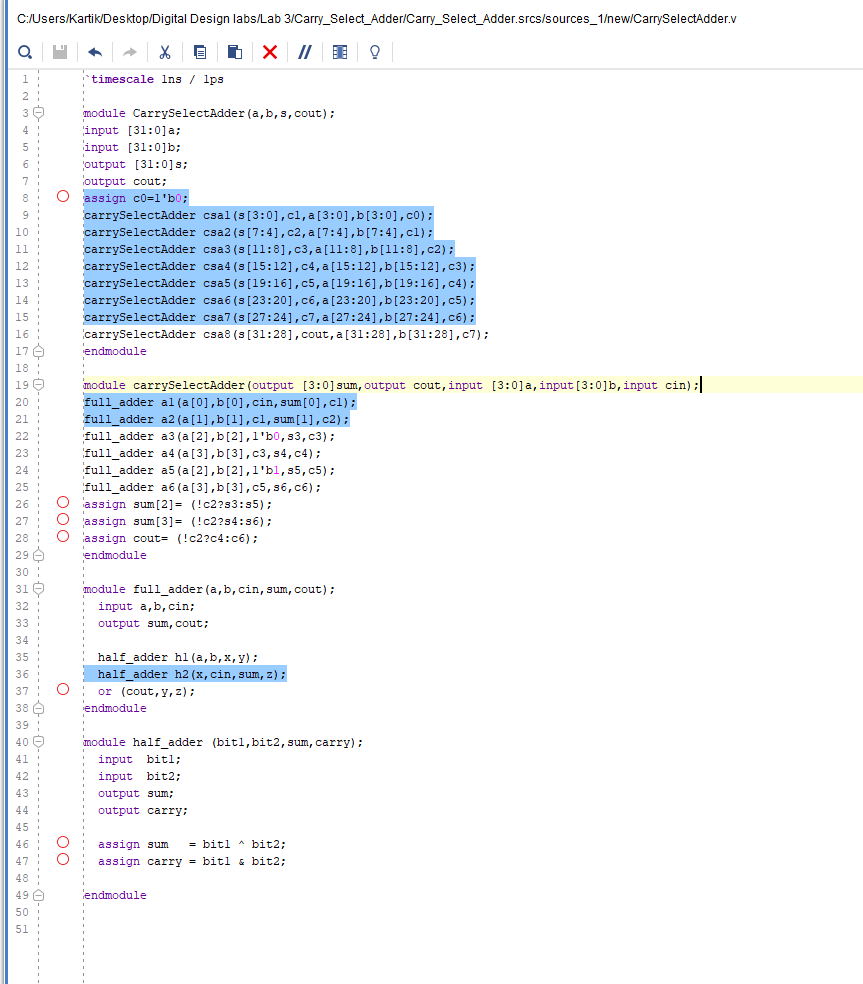 C:/Users/Kartik/Desktop/Digital Design labs/Lab 3/Carry_Select_Adder/Carry_Select_Adder.srcs/sources_1/new/CarrySelectAdder.v
1 `timescale 1ns / 1ps
2
3 module CarrySelectAdder(a,b,s,cout);
4 input [31:0]a;
5 input [31:0]b;
6 output [31:0]s;
7 output cout;
8 assign c0=1'b0;
9 carrySelectAdder csa1(s[3:0],c1,a[3:0],b[3:0],c0);
10 carrySelectAdder csa2(s[7:4],c2,a[7:4],b[7:4],c1);
11 carrySelectAdder csa3(s[11:8],c3,a[11:8],b[11:8],c2);
12 carrySelectAdder csa4(s[15:12],c4,a[15:12],b[15:12],c3);
13 carrySelectAdder csa5(s[19:16],c5,a[19:16],b[19:16],c4);
14 carrySelectAdder csa6(s[23:20],c6,a[23:20],b[23:20],c5);
15 carrySelectAdder csa7(s[27:24],c7,a[27:24],b[27:24],c6);
16 carrySelectAdder csa8(s[31:28],cout,a[31:28],b[31:28],c7);
17 endmodule
18
19 module carrySelectAdder(output [3:0]sum,output cout,input [3:0]a,input[3:0]b,input cin);
20 full_adder a1(a[0],b[0],cin,sum[0],c1);
21 full_adder a2(a[1],b[1],c1,sum[1],c2);
22 full_adder a3(a[2],b[2],1'b0,s3,c3);
23 full_adder a4(a[3],b[3],c3,s4,c4);
24 full_adder a5(a[2],b[2],1'b1,s5,c5);
25 full_adder a6(a[3],b[3],c5,s6,c6);
26 assign sum[2]= (!c2?s3:s5);
27 assign sum[3]= (!c2?s4:s6);
28 assign cout= (!c2?c4:c6);
29 endmodule
30
31 module full_adder(a,b,cin,sum,cout);
32 input a,b,cin;
33 output sum,cout;
34
35 half_adder h1(a,b,x,y);
36 half_adder h2(x,cin,sum,z);
37 or (cout,y,z);
38 endmodule
39
40 module half_adder (bit1,bit2,sum,carry);
41 input  bit1;
42 input  bit2;
43 output sum;
44 output carry;
45
46 assign sum   = bit1 ^ bit2;
47 assign carry = bit1 & bit2;
48
49 endmodule
50
51